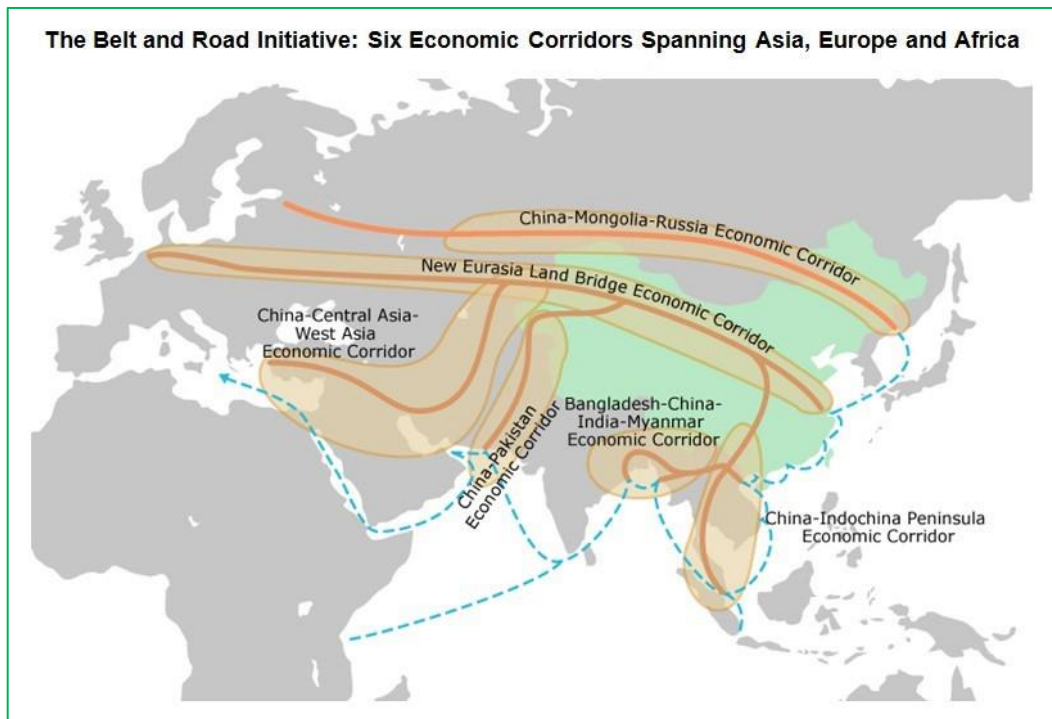 The Belt and Road Initiative: Six Economic Corridors Spanning Asia, Europe and Africa
China-Mongolia-Russia Economic Corridor
New Eurasia Land Bridge Economic Corridor
China-Central Asia-
West Asia
Economic Corridor
China-Pakistan
Economic Corridor
Bangladesh-China-
India-Myanmar
Economic Corridor
China-Indochina Peninsula
Economic Corridor